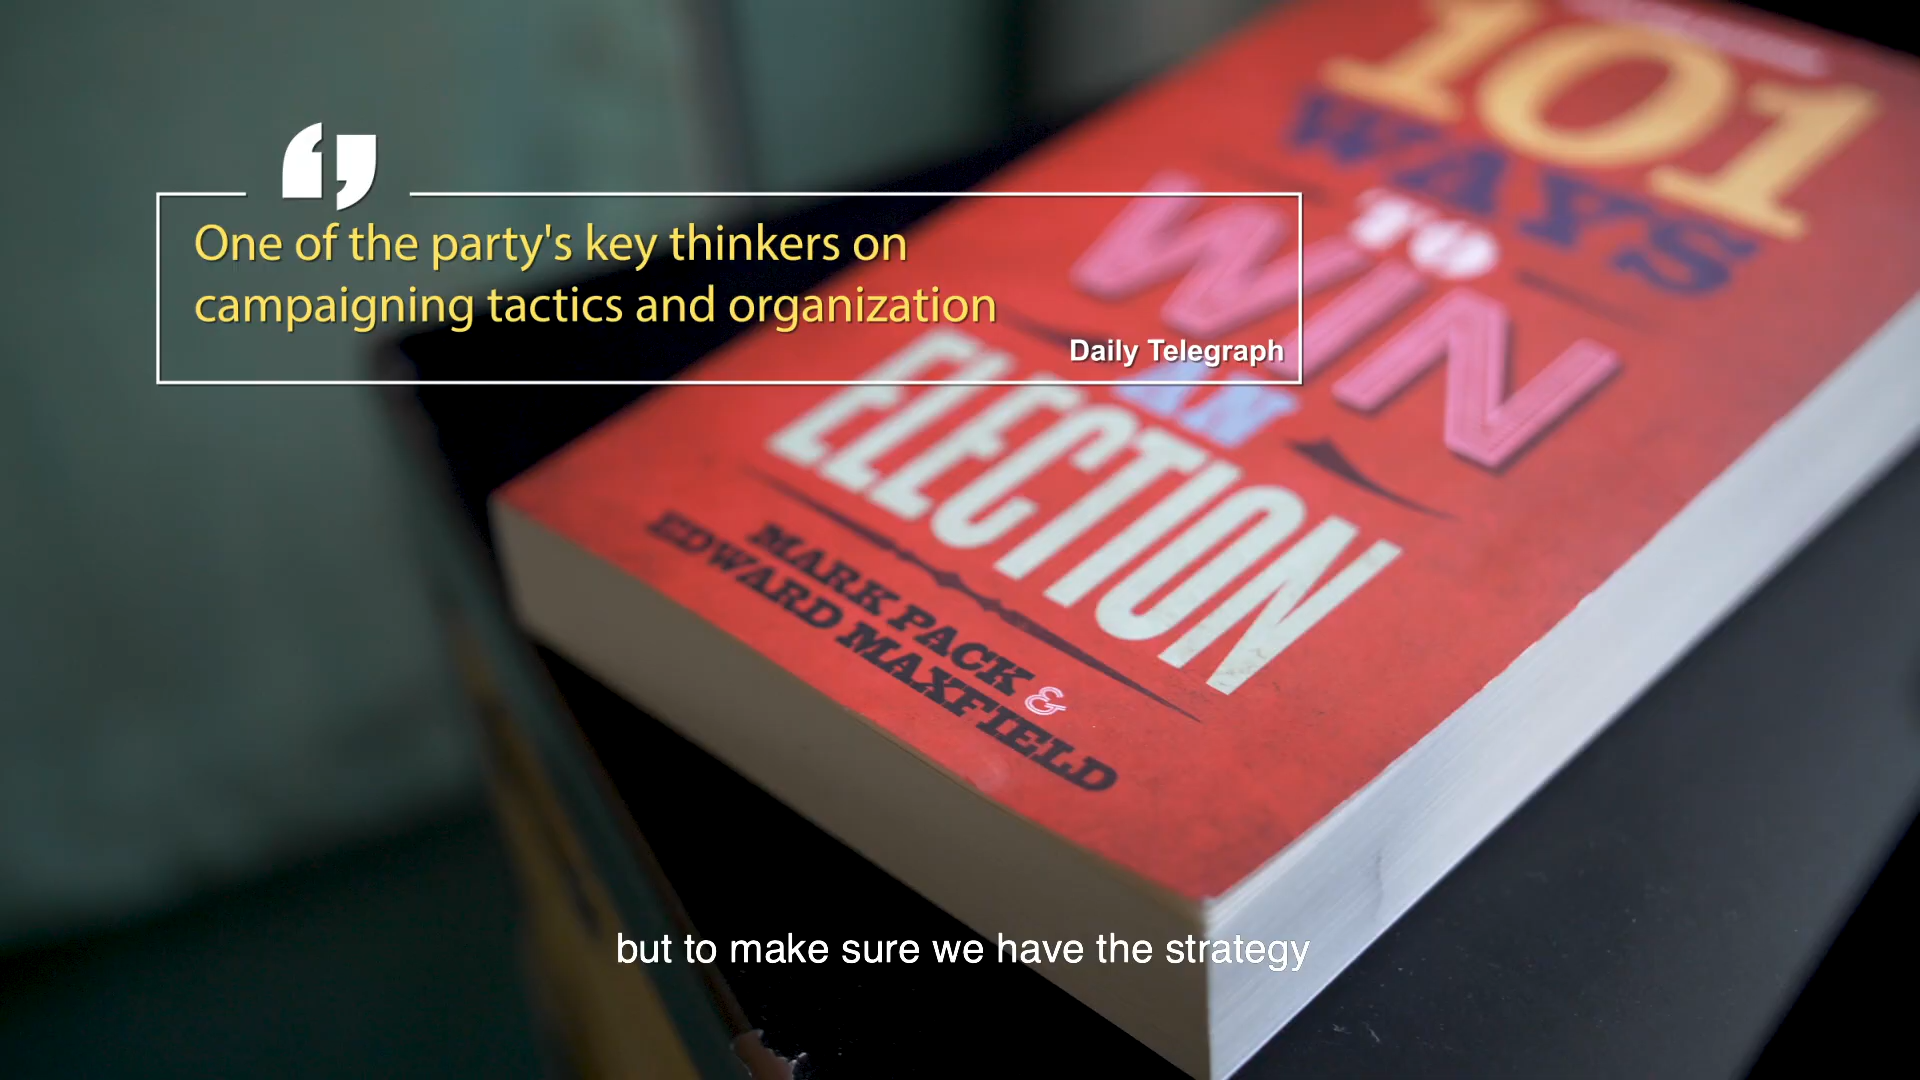 One of the party's key thinkers on
campaigning tactics and organization
Daily Telegraph
101
WAYS
TO
WIN
AN
ELECTION
MARK PACK &
EDWARD MAXFIELD
but to make sure we have the strategy